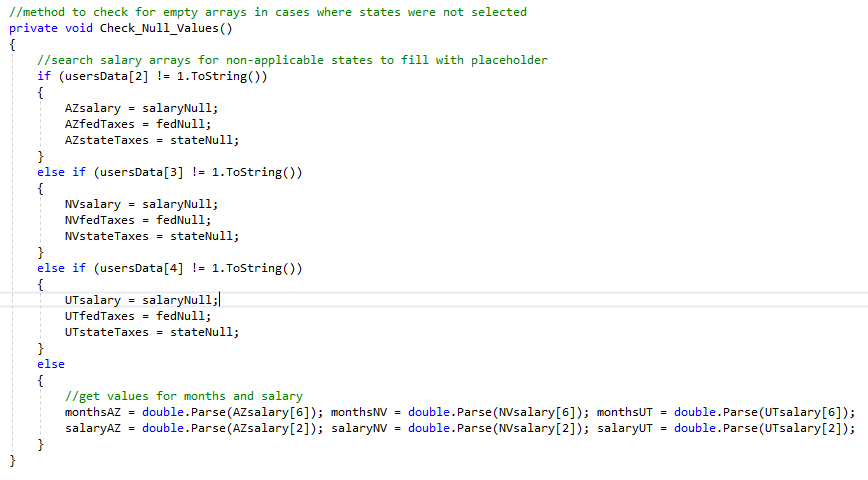 //method to check for empty arrays in cases where states were not selected
private void Check_Null_Values()
{
    //search salary arrays for non-applicable states to fill with placeholder
    if (usersData[2] != 1.ToString())
    {
        AZsalary = salaryNull;
        AZfedTaxes = fedNull;
        AZstateTaxes = stateNull;
    }
    else if (usersData[3] != 1.ToString())
    {
        NVsalary = salaryNull;
        NVfedTaxes = fedNull;
        NVstateTaxes = stateNull;
    }
    else if (usersData[4] != 1.ToString())
    {
        UTsalary = salaryNull;
        UTfedTaxes = fedNull;
        UTstateTaxes = stateNull;
    }
    else
    {
        //get values for months and salary
        monthsAZ = double.Parse(AZsalary[6]); monthsNV = double.Parse(NVsalary[6]); monthsUT = double.Parse(UTsalary[6]);
        salaryAZ = double.Parse(AZsalary[2]); salaryNV = double.Parse(NVsalary[2]); salaryUT = double.Parse(UTsalary[2]);
    }
}